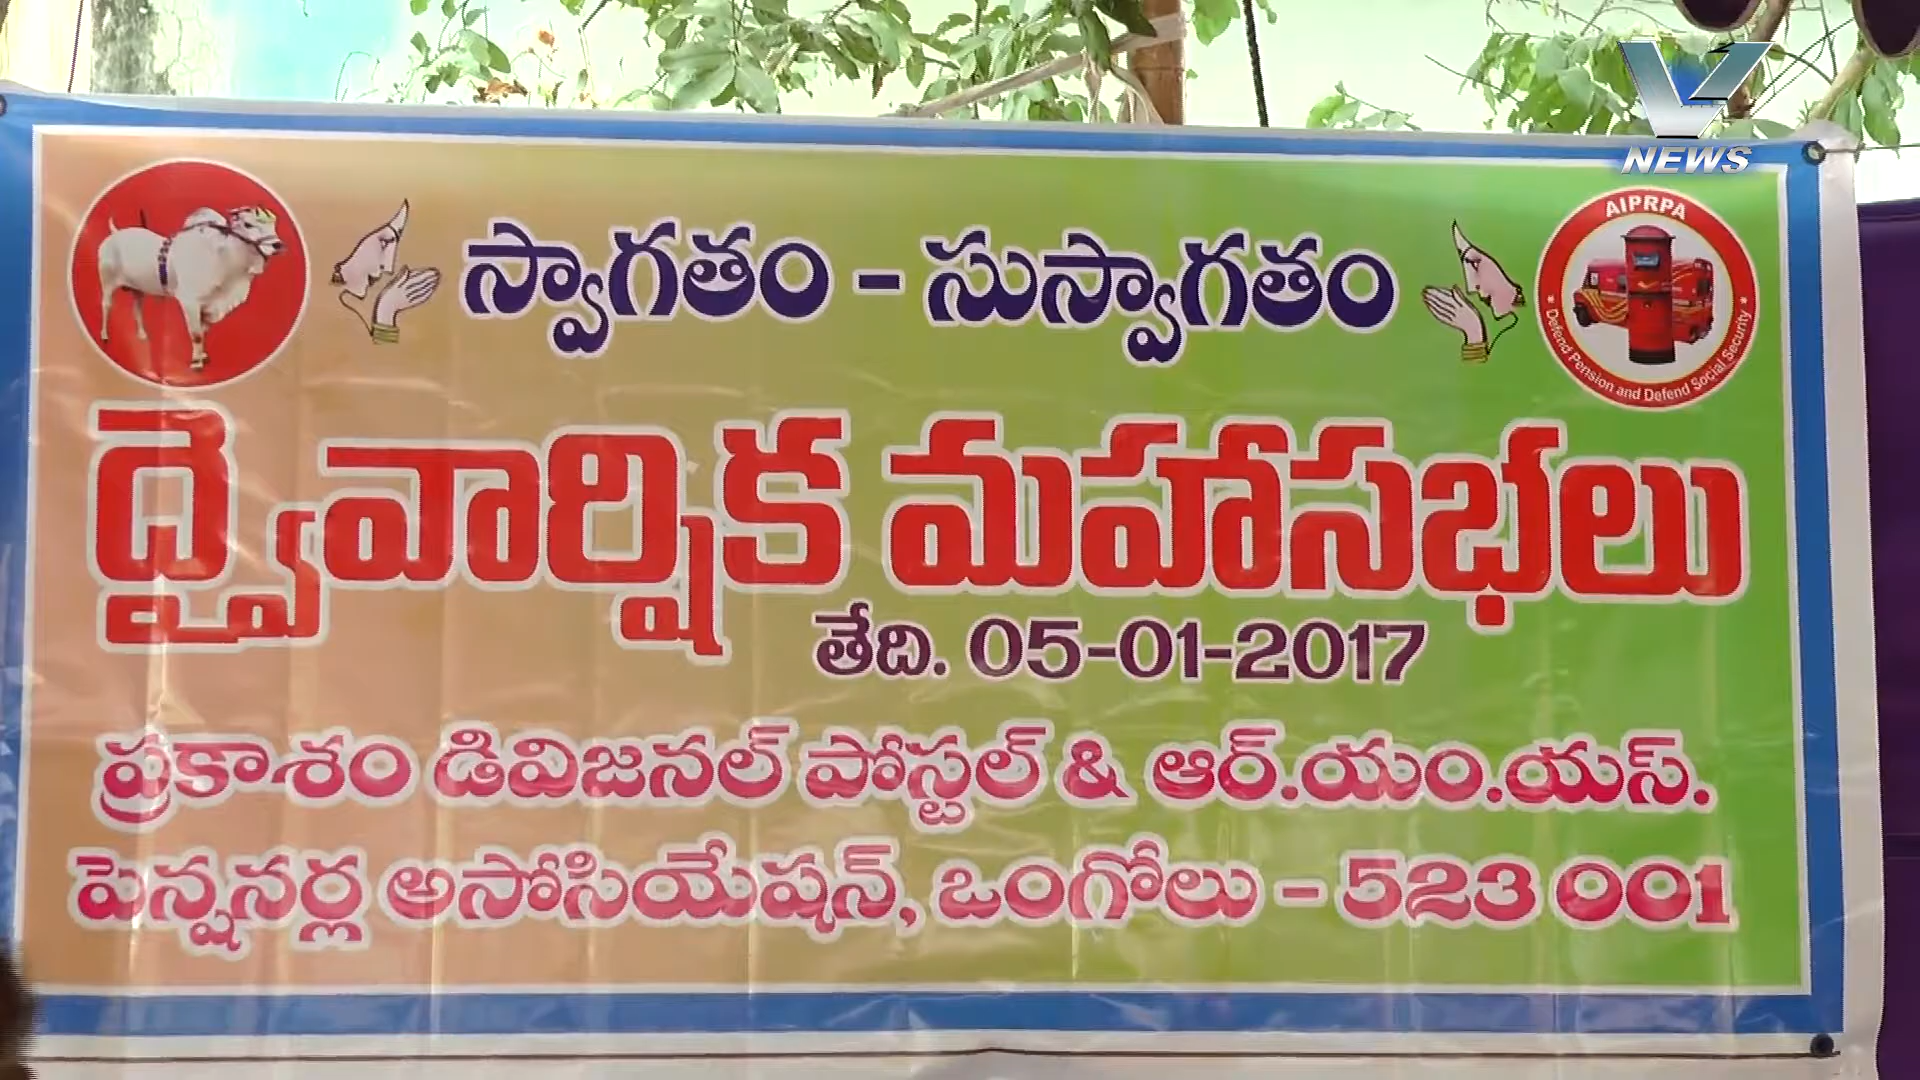 V
NEWS
స్వాగతం - సుస్వాగతం
AIPRPA
* Defend Pension and Defend Social Security *
ద్వైవార్షిక మహాసభలు
తేది. 05-01-2017
ప్రకాశం డివిజనల్ పోస్టల్ & ఆర్.యం.యస్.
పెన్షనర్ల అసోసియేషన్, ఒంగోలు - 523 001